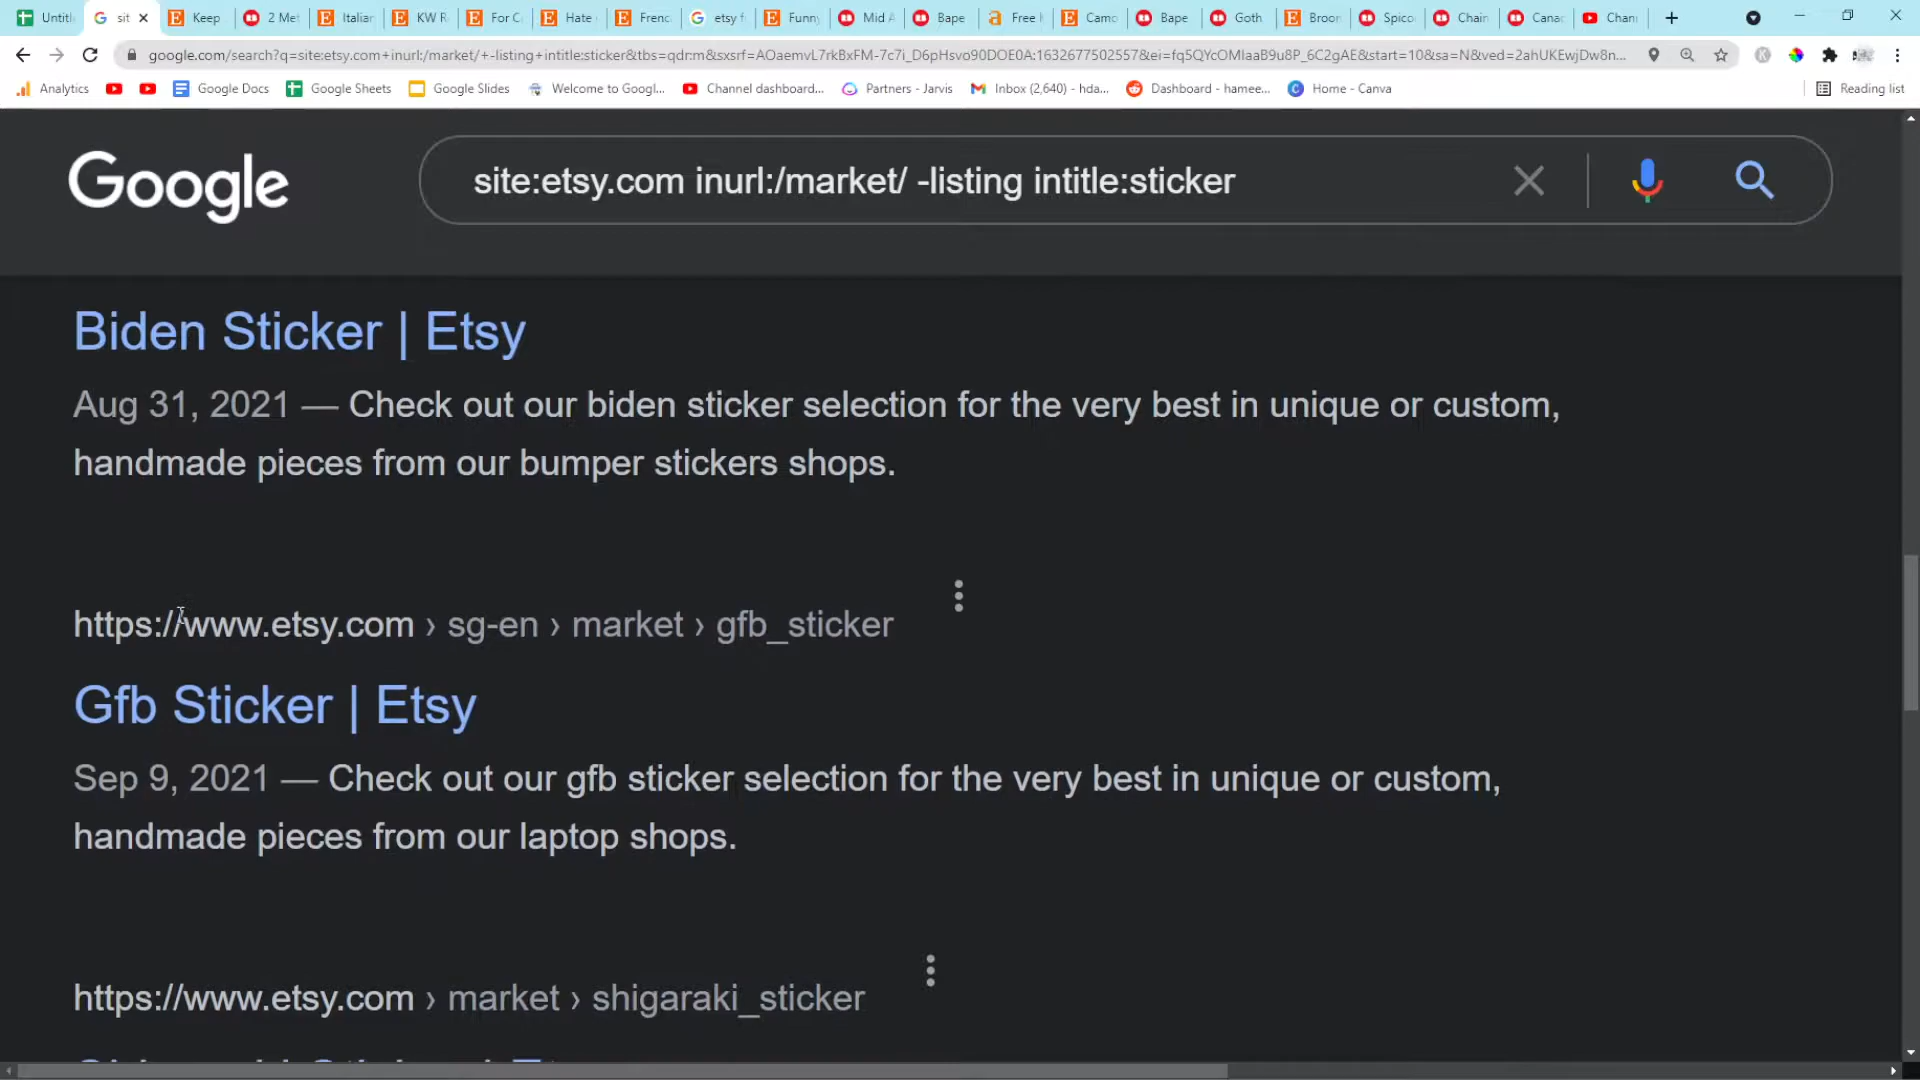 Untitl
sit
Keep
2 Met
Italian
KW R
For C
Hate
Frenc
etsy f
Funny
Mid A
Bape
Free
Camo
Bape
Goth
Broom
Spico
Chain
Canad
Chann
google.com/search?q=site:etsy.com+inurl:/market/+-listing+intitle:sticker&tbs=qdr:m&sxsrf=AOaemvL7rkBxFM-7c7i_D6pHsvo90DOE0A:1632677502557&ei=fq5QYcOMIaaB9u8P_6C2gAE&start=10&sa=N&ved=2ahUKEwjDw8n...
Analytics
Google Docs
Google Sheets
Google Slides
Welcome to Googl...
Channel dashboard...
Partners - Jarvis
Inbox (2,640) - hda...
Dashboard - hamee...
Home - Canva
Reading list
Google
site:etsy.com inurl:/market/ -listing intitle:sticker
Biden Sticker | Etsy
Aug 31, 2021 — Check out our biden sticker selection for the very best in unique or custom,
handmade pieces from our bumper stickers shops.
https://www.etsy.com › sg-en › market › gfb_sticker
Gfb Sticker | Etsy
Sep 9, 2021 — Check out our gfb sticker selection for the very best in unique or custom,
handmade pieces from our laptop shops.
https://www.etsy.com › market › shigaraki_sticker